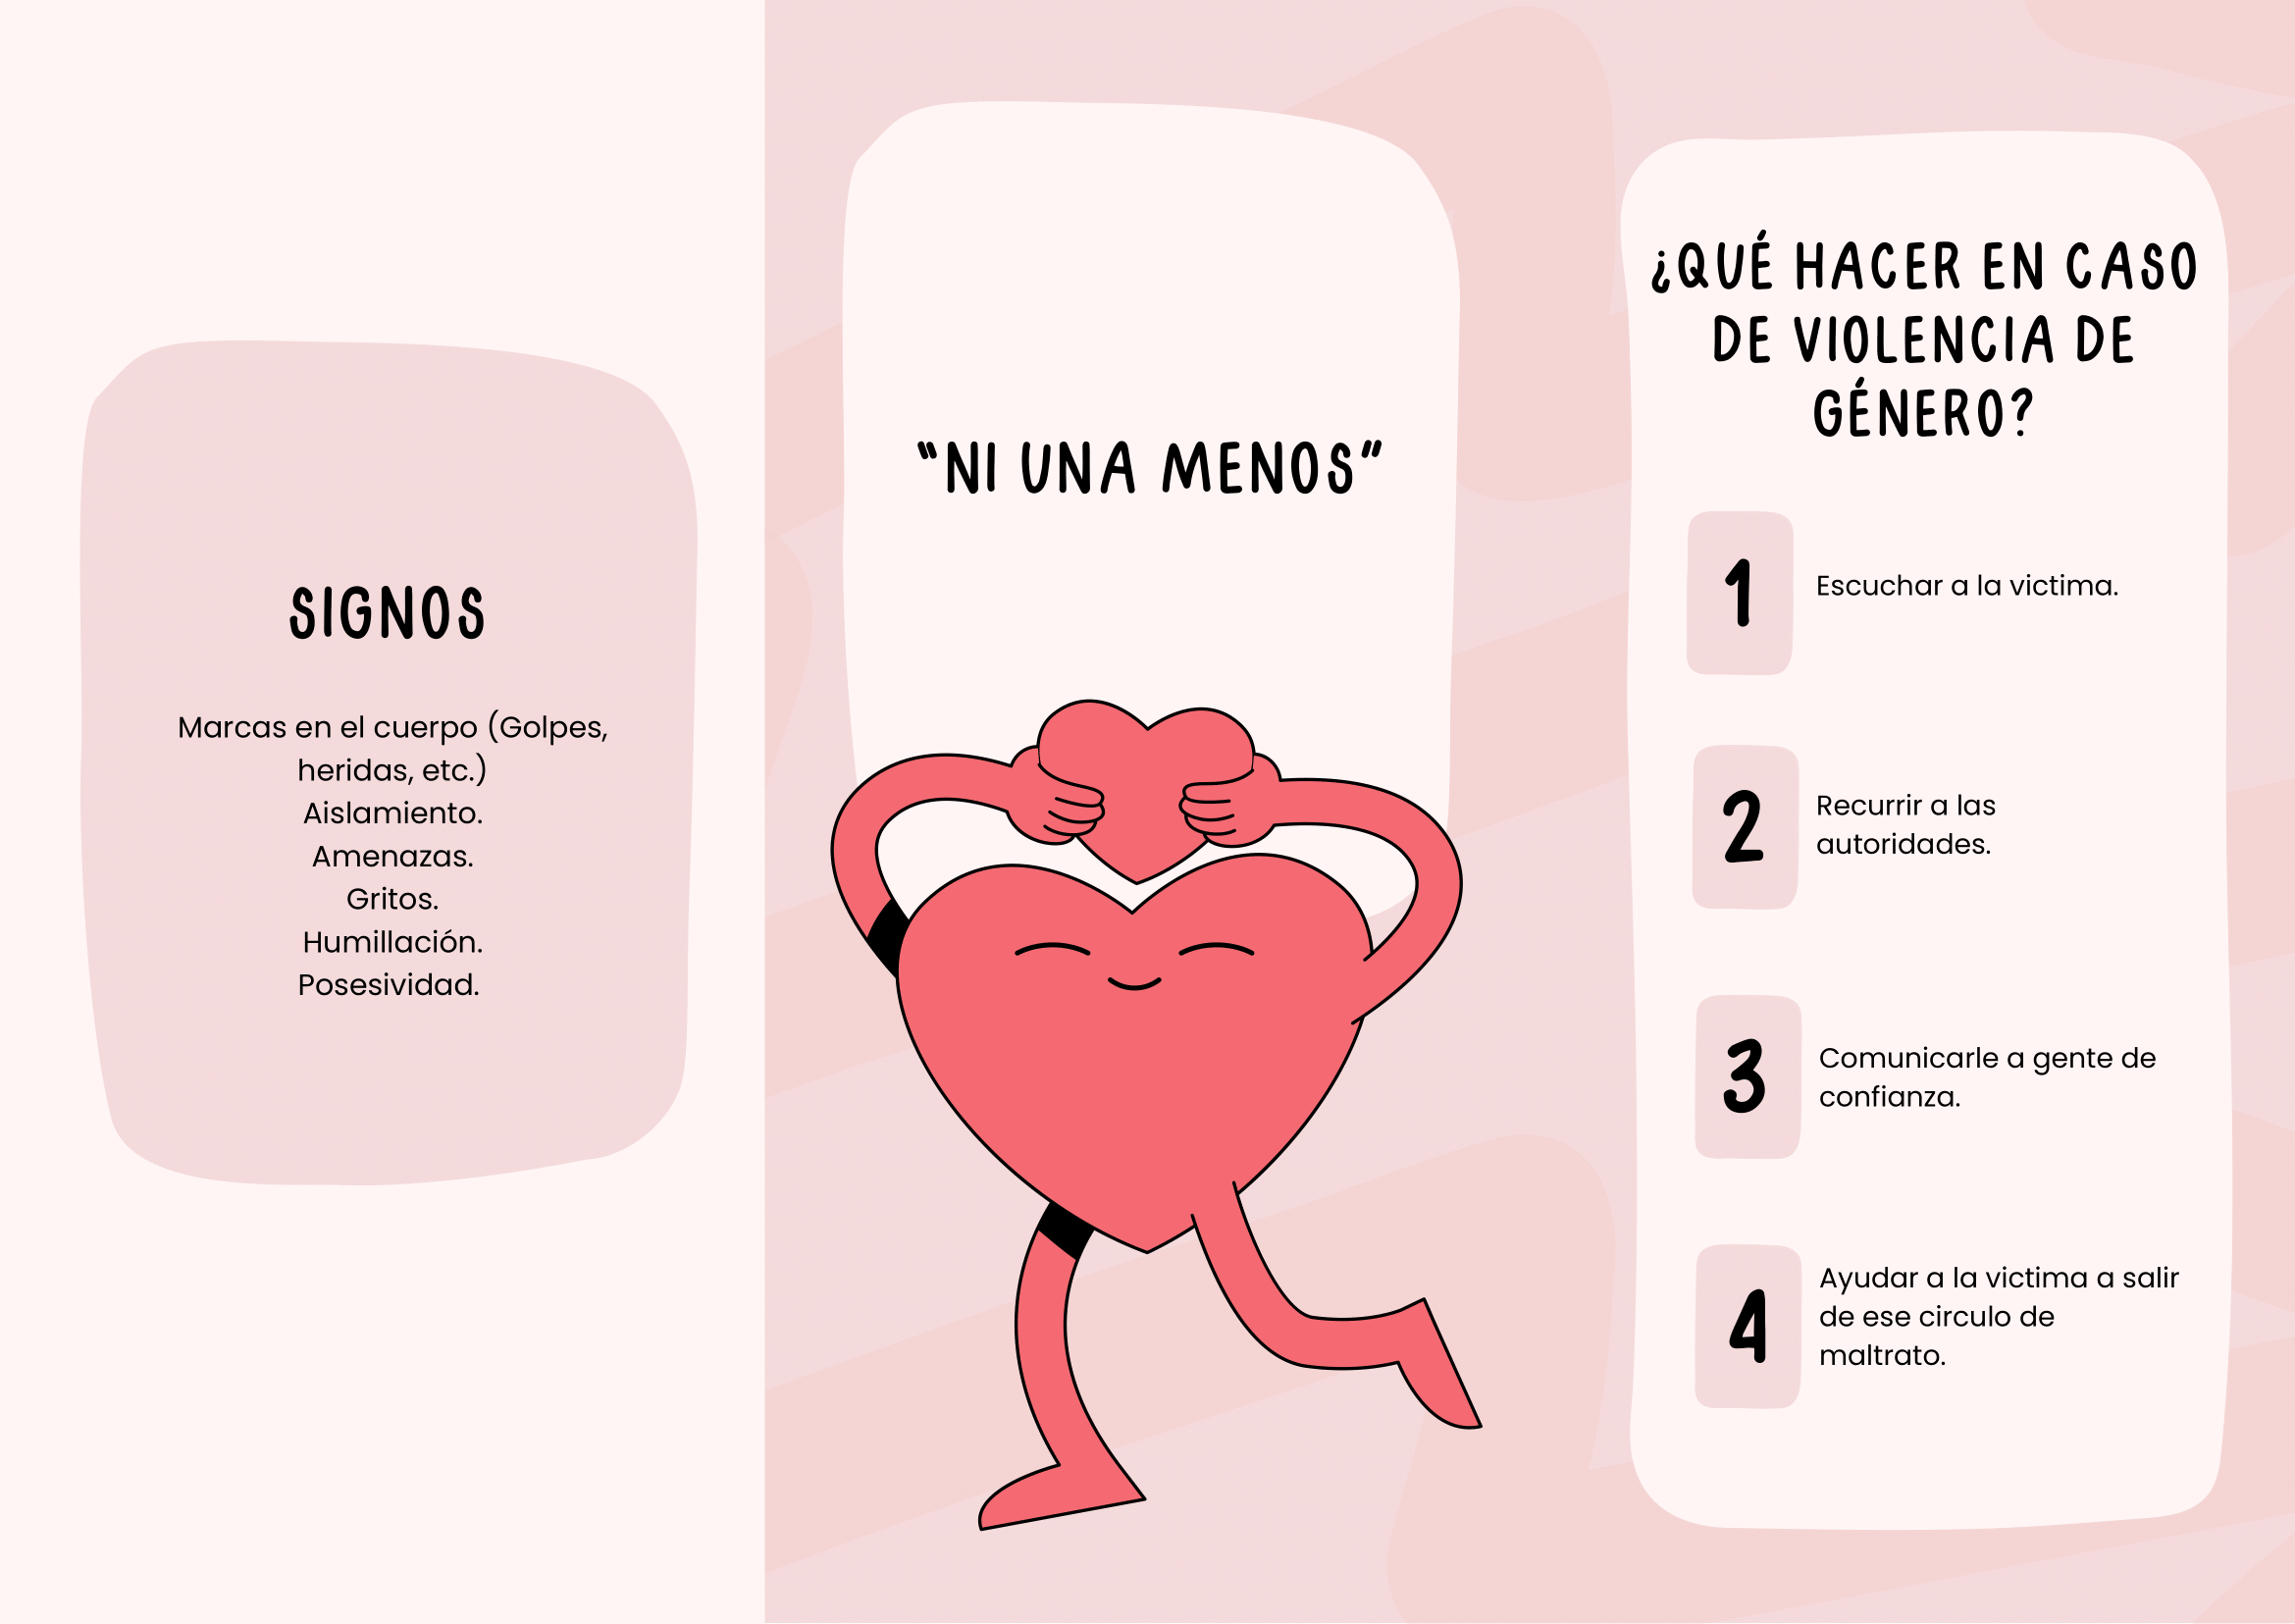 SIGNOS
Marcas en el cuerpo (Golpes,
heridas, etc.)
Aislamiento.
Amenazas.
Gritos.
Humillación.
Posesividad.
“NI UNA MENOS”
¿QUÉ HACER EN CASO
DE VIOLENCIA DE
GÉNERO?
1
Escuchar a la victima.
2
Recurrir a las
autoridades.
3
Comunicarle a gente de
confianza.
4
Ayudar a la victima a salir
de ese circulo de
maltrato.